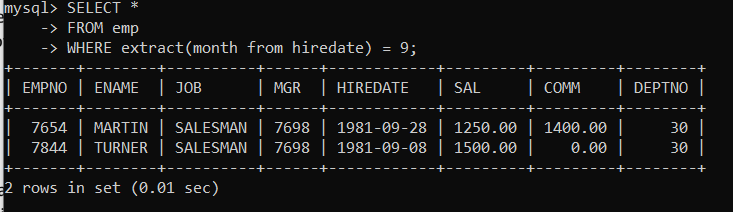 mysql> SELECT *
    -> FROM emp
    -> WHERE extract(month from hiredate) = 9;
+-------+--------+----------+------+------------+---------+---------+--------+
| EMPNO | ENAME  | JOB      | MGR  | HIREDATE   | SAL     | COMM    | DEPTNO |
+-------+--------+----------+------+------------+---------+---------+--------+
|  7654 | MARTIN | SALESMAN | 7698 | 1981-09-28 | 1250.00 | 1400.00 |     30 |
|  7844 | TURNER | SALESMAN | 7698 | 1981-09-08 | 1500.00 |    0.00 |     30 |
+-------+--------+----------+------+------------+---------+---------+--------+
2 rows in set (0.01 sec)